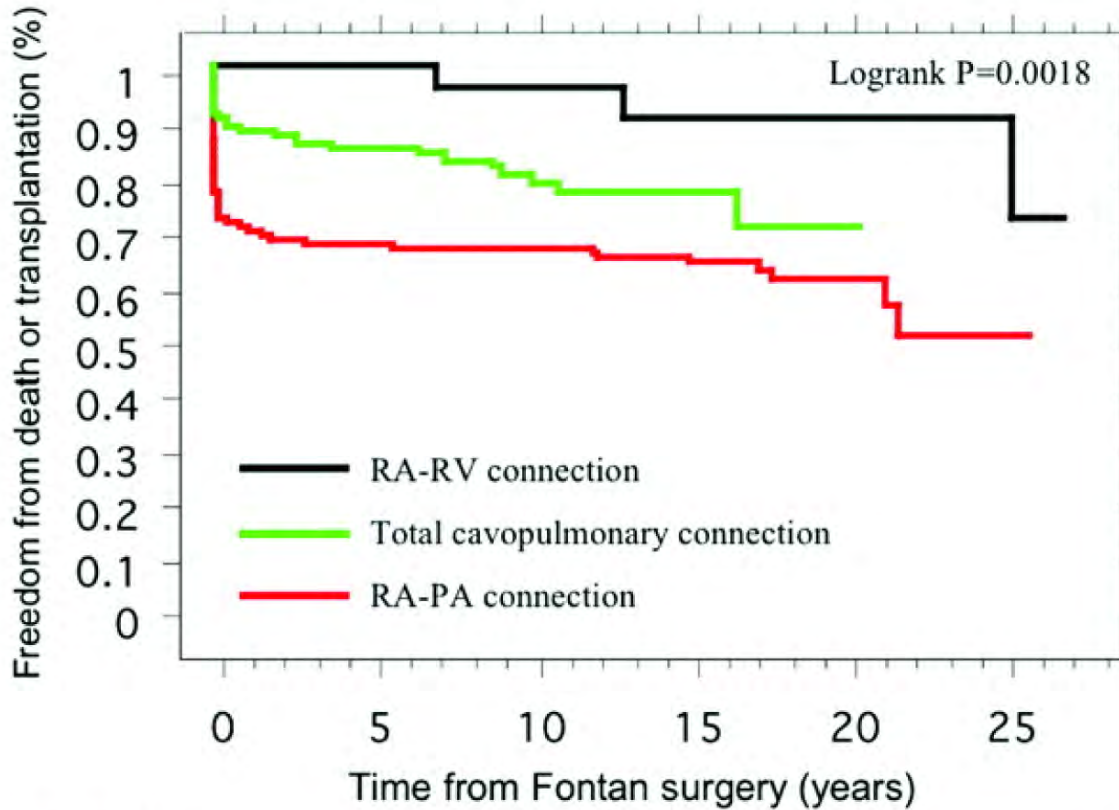 Freedom from death or transplantation (%)
Logrank P=0.0018
1
0.9
0.8
0.7
0.6
0.5
0.4
0.3
0.2
0.1
0
RA-RV connection
Total cavopulmonary connection
RA-PA connection
0 5 10 15 20 25
Time from Fontan surgery (years)